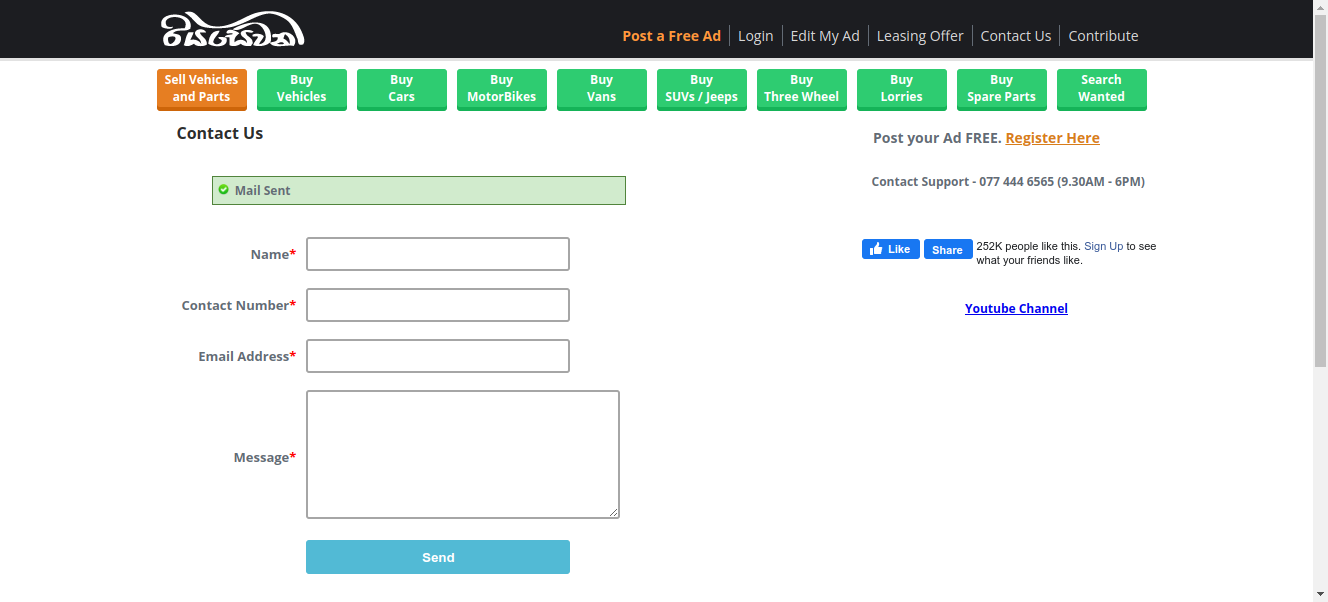 රියසෙවන
Post a Free Ad
Login
Edit My Ad
Leasing Offer
Contact Us
Contribute
Sell Vehicles
and Parts
Buy
Vehicles
Buy
Cars
Buy
MotorBikes
Buy
Vans
Buy
SUVs / Jeeps
Buy
Three Wheel
Buy
Lorries
Buy
Spare Parts
Search
Wanted
Contact Us
Post your Ad FREE. Register Here
Mail Sent
Contact Support - 077 444 6565 (9.30AM - 6PM)
Name*
Like
Share
252K people like this. Sign Up to see
what your friends like.
Contact Number*
Youtube Channel
Email Address*
Message*
Send